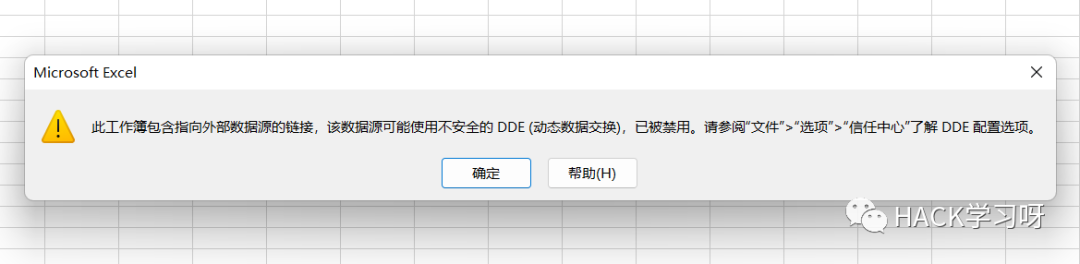 Microsoft Excel
此工作簿包含指向外部数据源的链接，该数据源可能使用不安全的 DDE (动态数据交换)，已被禁用。请参阅“文件”>“选项”>“信任中心”了解 DDE 配置选项。
确定
帮助(H)
HACK学习呀